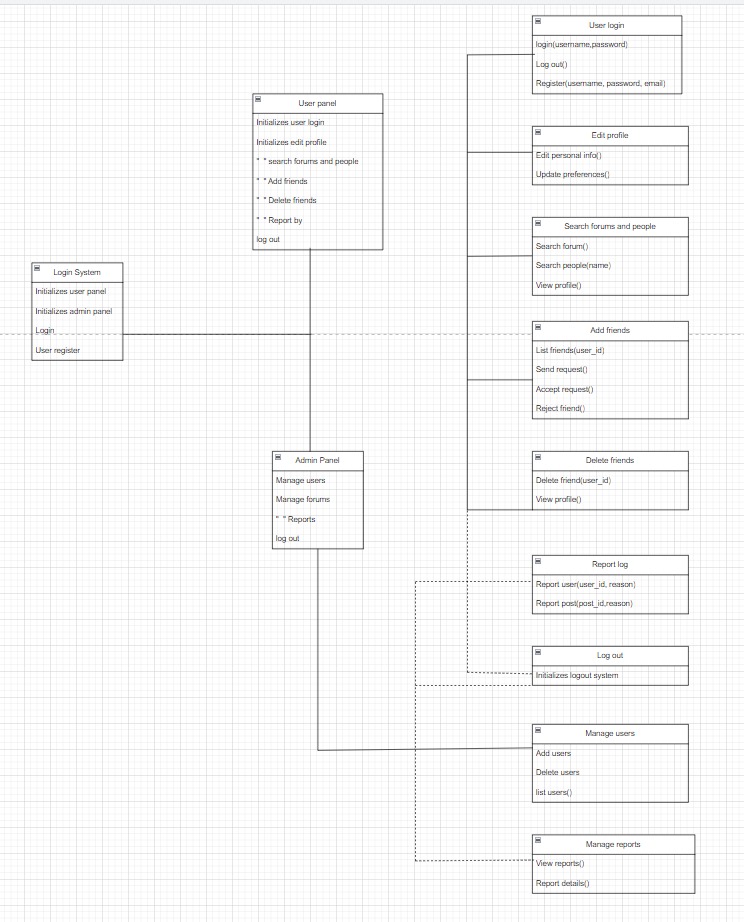 User login
login(username,password)
Log out()
Register(username, password, email)
User panel
Initializes user login
Initializes edit profile
" " search forums and people
" " Add friends
" " Delete friends
" " Report by
log out
Edit profile
Edit personal info()
Update preferences()
Search forums and people
Search forum()
Search people(name)
View profile()
Login System
Initializes user panel
Initializes admin panel
Login
User register
Add friends
List friends(user_id)
Send request()
Accept request()
Reject friend()
Admin Panel
Manage users
Manage forums
" " Reports
log out
Delete friends
Delete friend(user_id)
View profile()
Report log
Report user(user_id, reason)
Report post(post_id,reason)
Log out
Initializes logout system
Manage users
Add users
Delete users
list users()
Manage reports
View reports()
Report details()